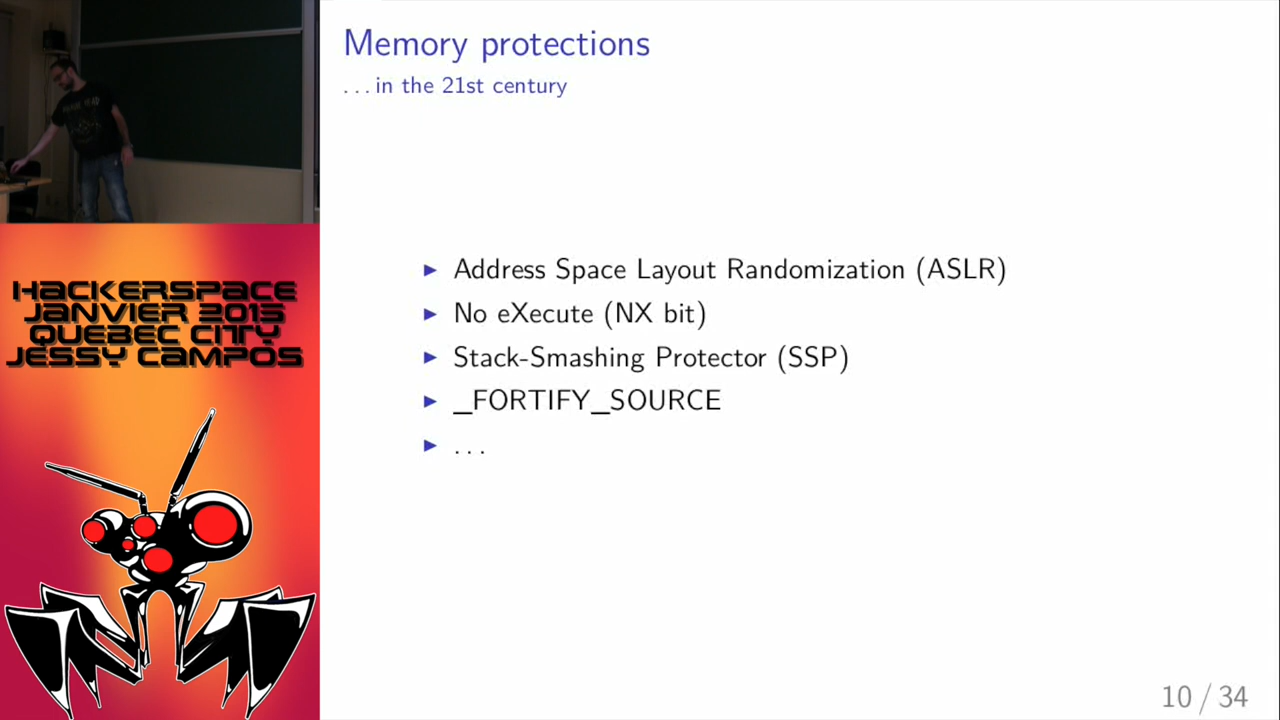 Memory protections
...in the 21st century
HACKERSPACE
JANVIER 2015
QUEBEC CITY
JESSY CAMPOS
▶ Address Space Layout Randomization (ASLR)
▶ No eXecute (NX bit)
▶ Stack-Smashing Protector (SSP)
▶ _FORTIFY_SOURCE
▶ ...
10 / 34